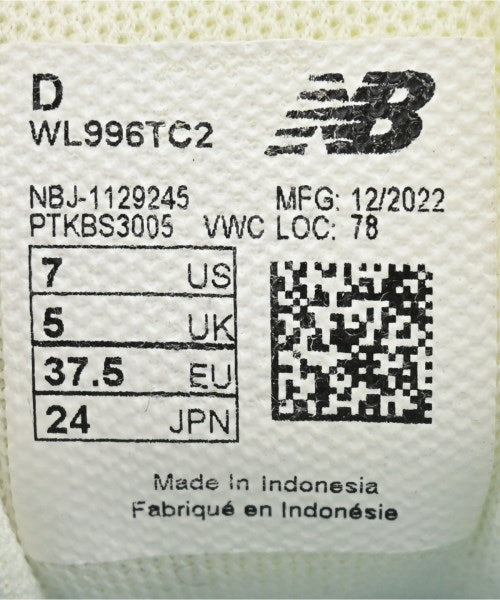 D
WL996TC2
NB
NBJ-1129245 MFG: 12/2022
PTKBS3005 VWC LOC: 78
7 US
5 UK
37.5 EU
24 JPN
Made In Indonesia
Fabriqué en Indonésie